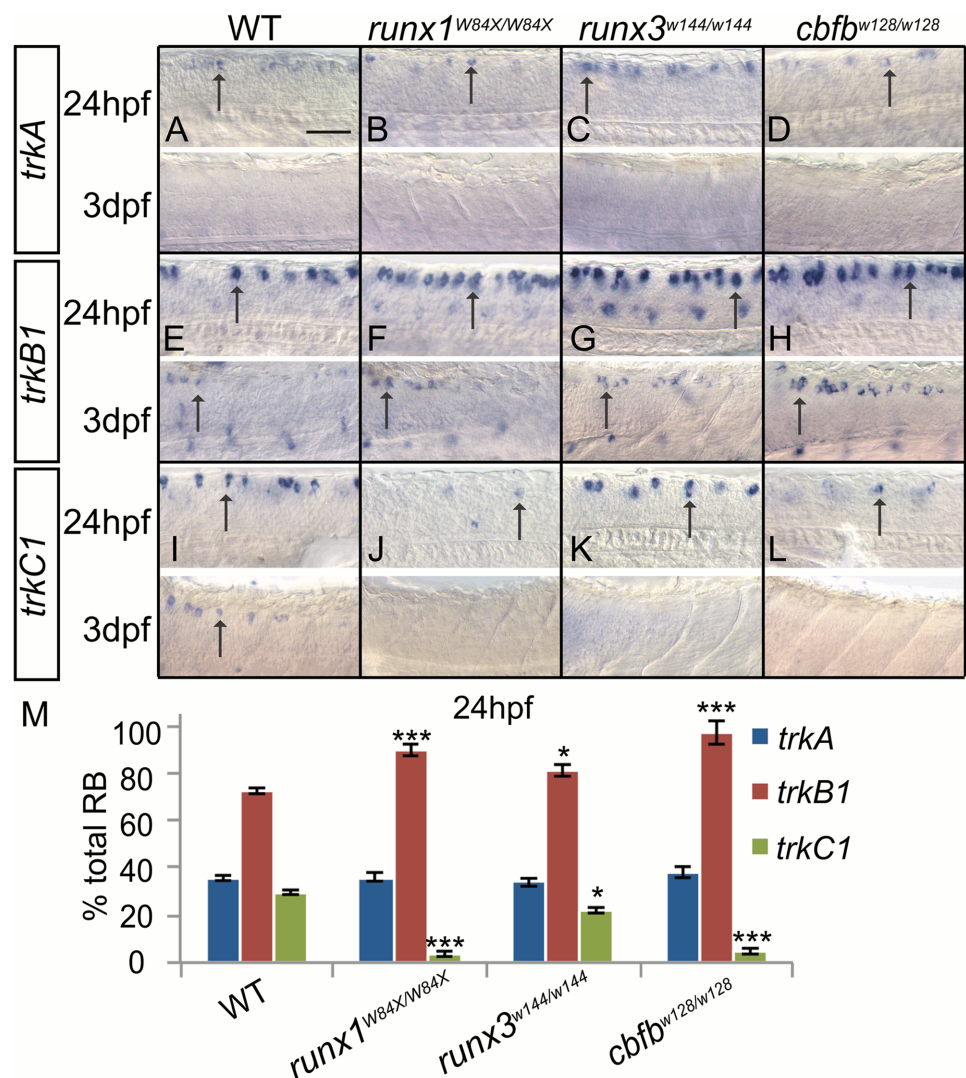 WT runx1W84X/W84X runx3w144/w144 cbfbw128/w128
trkA
24hpf
A B C D
3dpf
trkB1
24hpf
E F G H
3dpf
trkC1
24hpf
I J K L
3dpf
M
24hpf
% total RB
100
80
60
40
20
0
*** * ***
*** * ***
trkA
trkB1
trkC1
WT runx1W84X/W84X runx3w144/w144 cbfbw128/w128